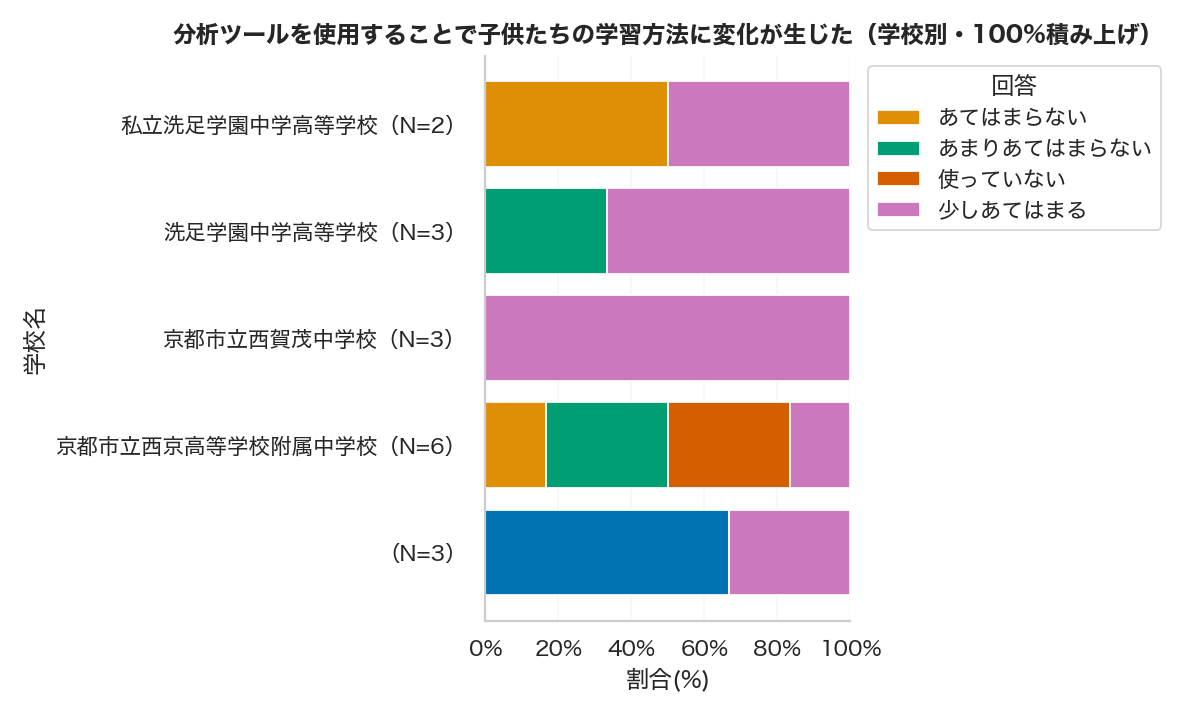 分析ツールを使用することで子供たちの学習方法に変化が生じた（学校別・100%積み上げ）
回答
あてはまらない
あまりあてはまらない
使っていない
少しあてはまる
学校名
私立洗足学園中学高等学校（N=2）
洗足学園中学高等学校（N=3）
京都市立西賀茂中学校（N=3）
京都市立西京高等学校附属中学校（N=6）
（N=3）
0% 20% 40% 60% 80% 100%
割合(%)